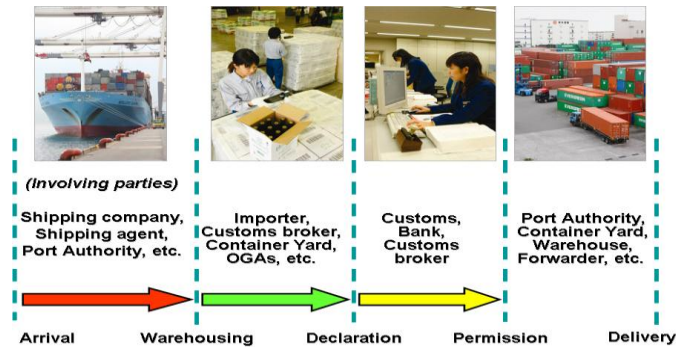 (Involving parties)
Shipping company,
Shipping agent,
Port Authority, etc.
Importer,
Customs broker,
Container Yard,
OGAs, etc.
Customs,
Bank,
Customs
broker
Port Authority,
Container Yard,
Warehouse,
Forwarder, etc.
Arrival
Warehousing
Declaration
Permission
Delivery